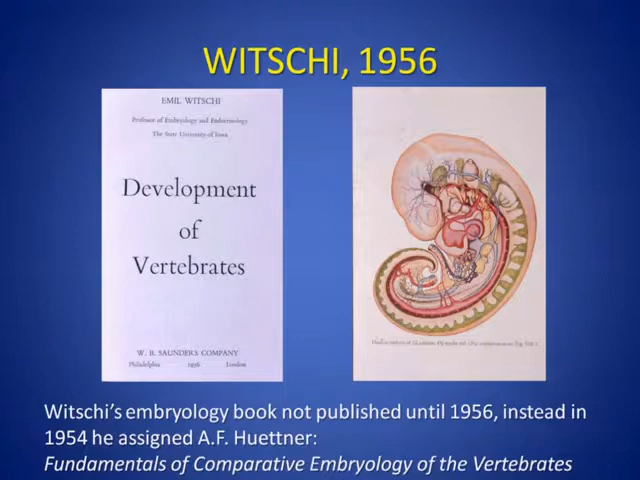 WITSCHI, 1956
EMIL WITSCHI
Professor of Embryology and Endocrinology
The State University of Iowa
Development
of
Vertebrates
W. B. SAUNDERS COMPANY
Philadelphia 1956 London
Witschi's embryology book not published until 1956, instead in
1954 he assigned A.F. Huettner:
Fundamentals of Comparative Embryology of the Vertebrates